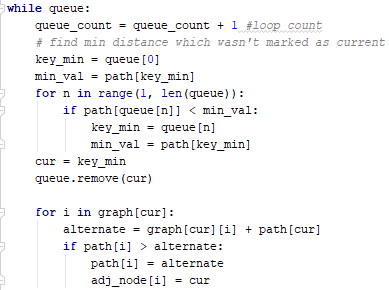 while queue:
    queue_count = queue_count + 1 #loop count
    # find min distance which wasn't marked as current
    key_min = queue[0]
    min_val = path[key_min]
    for n in range(1, len(queue)):
        if path[queue[n]] < min_val:
            key_min = queue[n]
            min_val = path[key_min]
    cur = key_min
    queue.remove(cur)

    for i in graph[cur]:
        alternate = graph[cur][i] + path[cur]
        if path[i] > alternate:
            path[i] = alternate
            adj_node[i] = cur